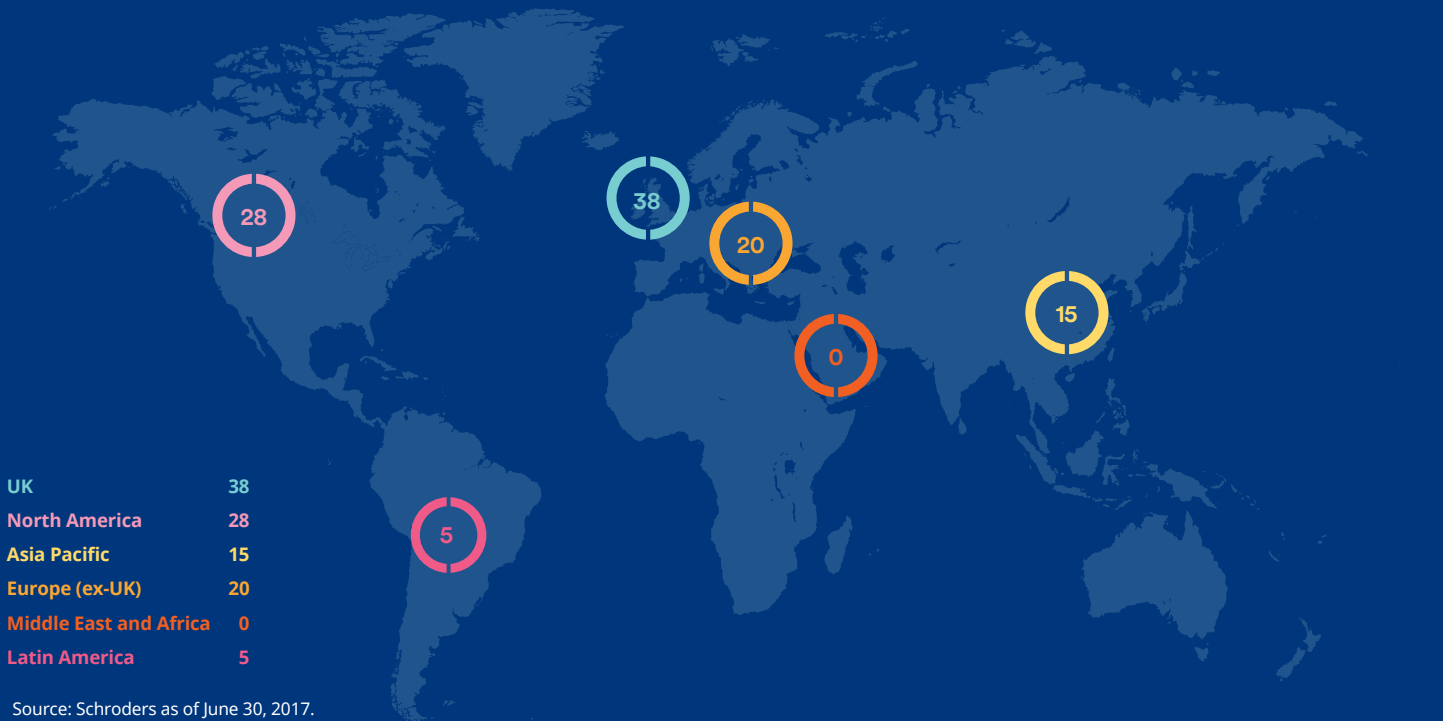 38
28
20
15
0
5
UK 38
North America 28
Asia Pacific 15
Europe (ex-UK) 20
Middle East and Africa 0
Latin America 5
Source: Schroders as of June 30, 2017.